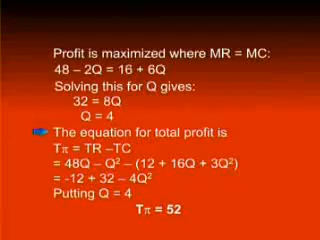 Profit is maximized where MR = MC:
48 – 2Q = 16 + 6Q
Solving this for Q gives:
32 = 8Q
Q = 4
The equation for total profit is
Tπ = TR –TC
= 48Q – Q² – (12 + 16Q + 3Q²)
= -12 + 32 – 4Q²
Putting Q = 4
Tπ = 52